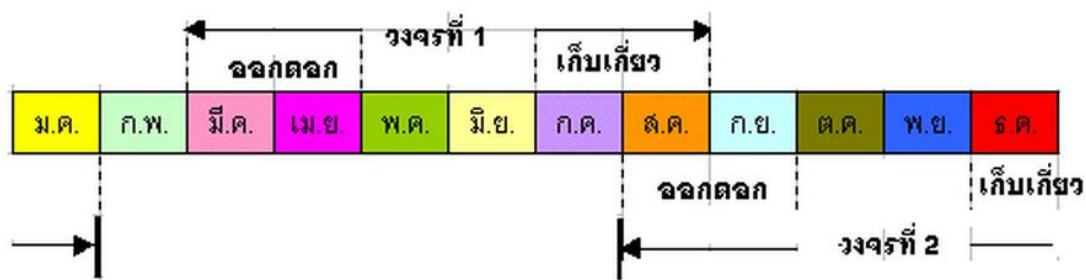 วงจรที่ 1
ออกดอก เก็บเกี่ยว
ม.ค. ก.พ. มี.ค. เม.ย. พ.ค. มิ.ย. ก.ค. ส.ค. ก.ย. ต.ค. พ.ย. ธ.ค.
ออกดอก เก็บเกี่ยว
วงจรที่ 2